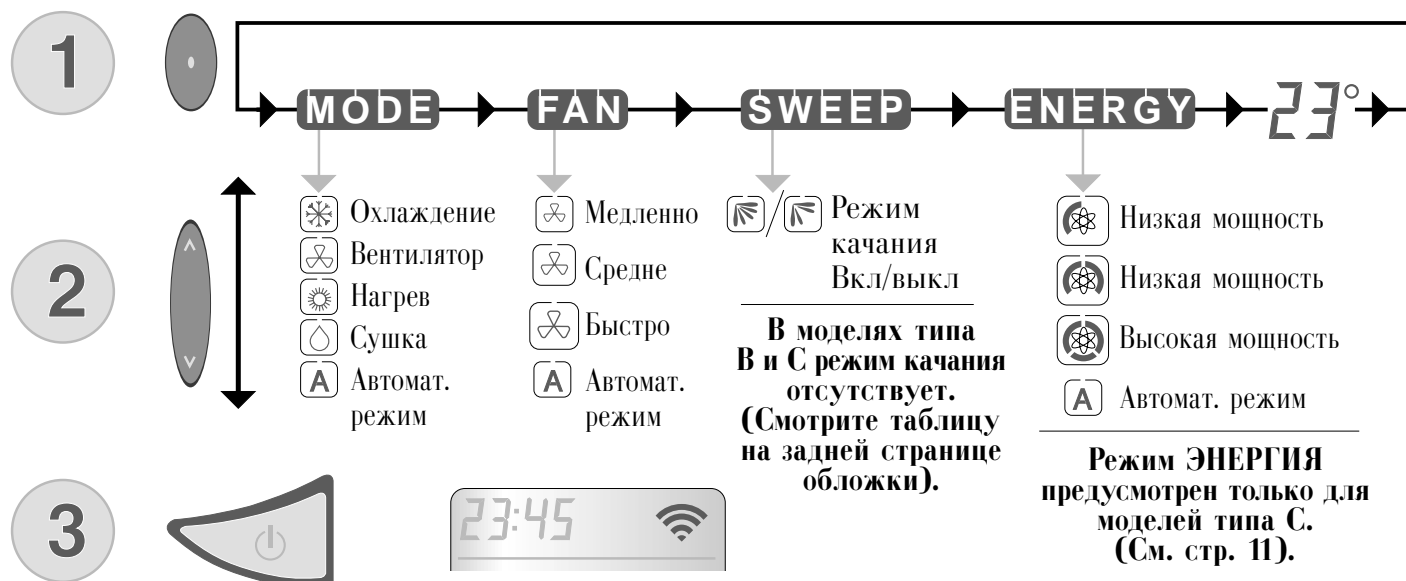 1
MODE FAN SWEEP ENERGY 23°
2
Охлаждение
Вентилятор
Нагрев
Сушка
A Автомат.
режим
Медленно
Средне
Быстро
A Автомат.
режим
Режим
качания
Вкл/выкл
В моделях типа
В и С режим качания
отсутствует.
(Смотрите таблицу
на задней странице
обложки).
Низкая мощность
Низкая мощность
Высокая мощность
A Автомат. режим
Режим ЭНЕРГИЯ
предусмотрен только для
моделей типа С.
(См. стр. 11).
3
23:45